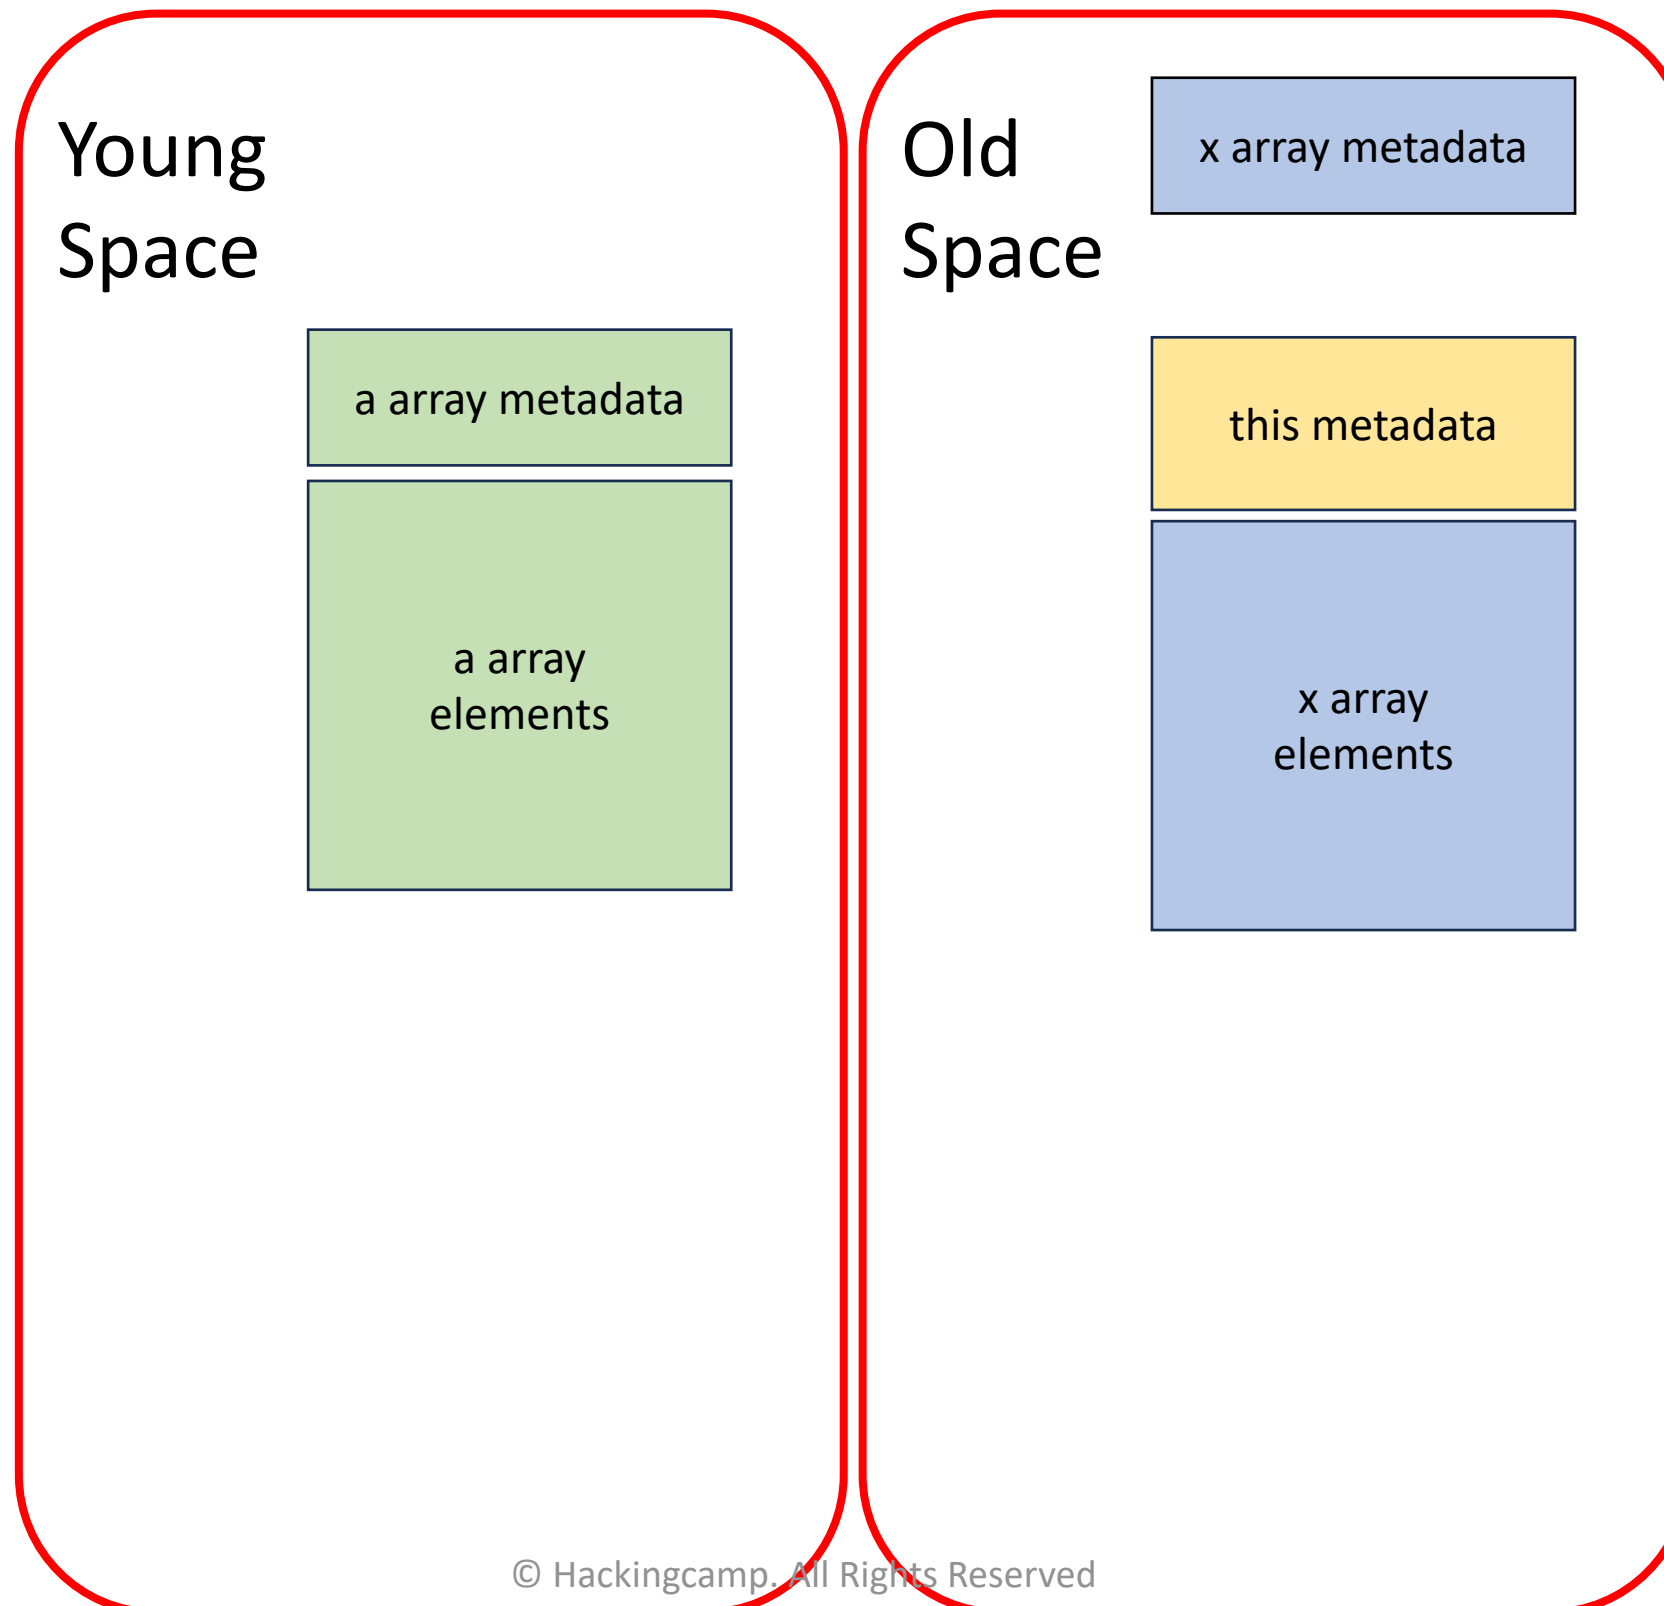 Young
Space
a array metadata
a array
elements
Old
Space
x array metadata
this metadata
x array
elements
© Hackingcamp. All Rights Reserved